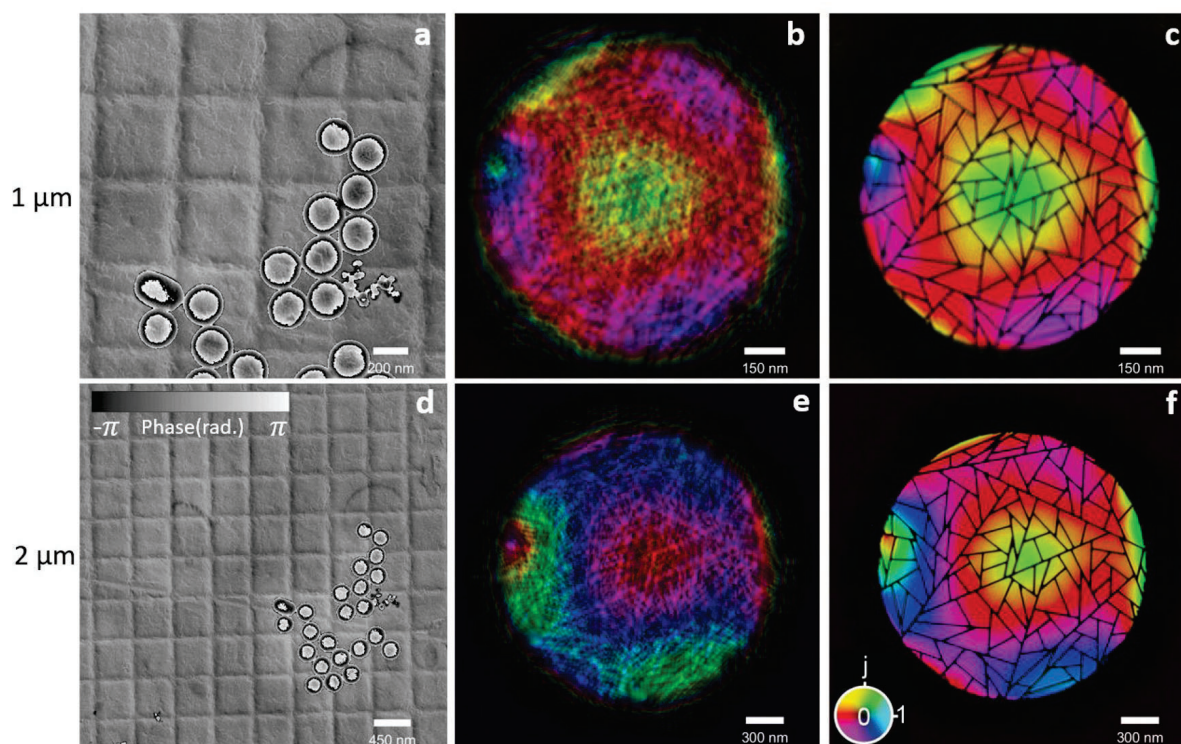 a
b
c
1 μm
200 nm
150 nm
150 nm
d
e
f
-π Phase(rad.) π
2 μm
j
0
-1
450 nm
300 nm
300 nm